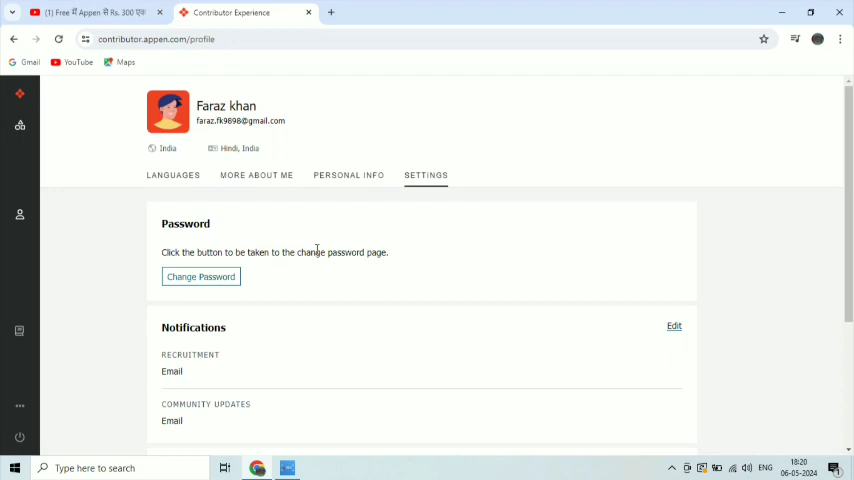 (1) Free में Appen से Rs. 300 एक
Contributor Experience
contributor.appen.com/profile
Gmail
YouTube
Maps
Faraz khan
faraz.fk9898@gmail.com
India
Hindi, India
LANGUAGES
MORE ABOUT ME
PERSONAL INFO
SETTINGS
Password
Click the button to be taken to the change password page.
Change Password
Notifications
Edit
RECRUITMENT
Email
COMMUNITY UPDATES
Email
Type here to search
ENG
18:20
06-05-2024
1